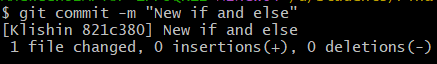 $ git commit -m "New if and else"
[Klishin 821c380] New if and else
1 file changed, 0 insertions(+), 0 deletions(-)